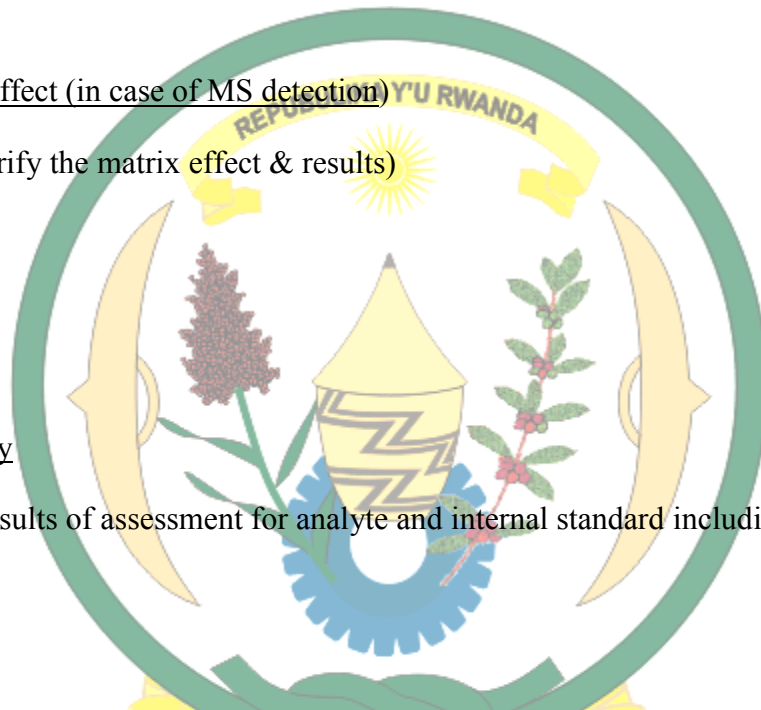 ffect (in case of MS detection)
REPUBULIKA Y'U RWANDA
rify the matrix effect & results)
y
sults of assessment for analyte and internal standard includi